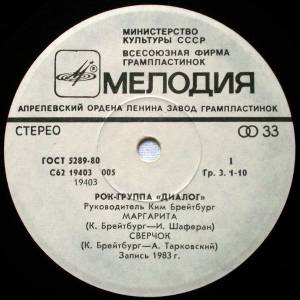 МИНИСТЕРСТВО
КУЛЬТУРЫ СССР
ВСЕСОЮЗНАЯ ФИРМА
ГРАМПЛАСТИНОК
МЕЛОДИЯ
АПРЕЛЕВСКИЙ ОРДЕНА ЛЕНИНА ЗАВОД ГРАМПЛАСТИНОК
СТЕРЕО 33
ГОСТ 5289-80 1
С62 19403 005 Гр. 3. 1-10
19403
РОК-ГРУППА «ДИАЛОГ»
Руководитель Ким Брейтбург
МАРГАРИТА
(К. Брейтбург—И. Шаферан)
СВЕРЧОК
(К. Брейтбург—А. Тарковский)
Запись 1983 г.